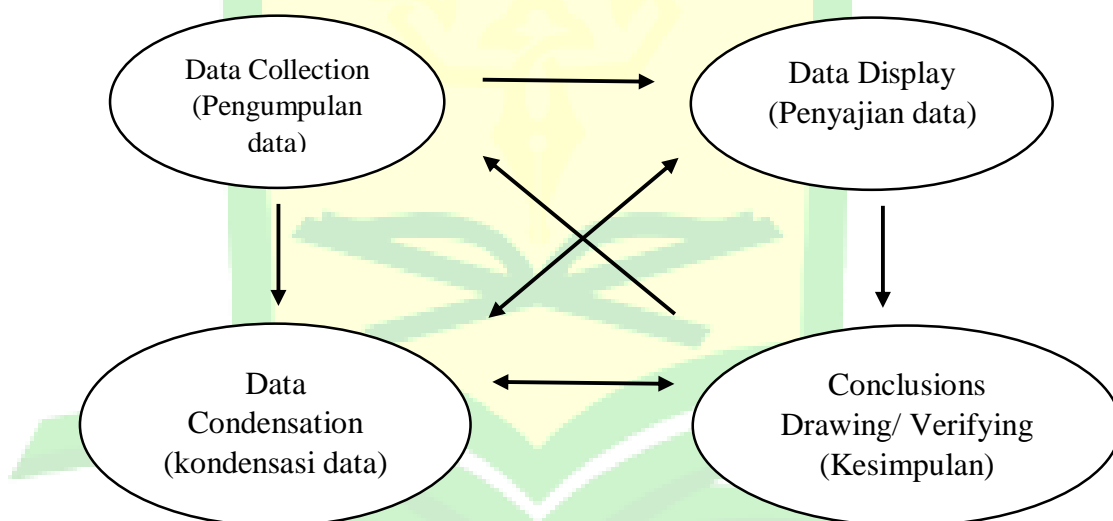 Data Collection
(Pengumpulan
data)
Data Display
(Penyajian data)
Data
Condensation
(kondensasi data)
Conclusions
Drawing/ Verifying
(Kesimpulan)